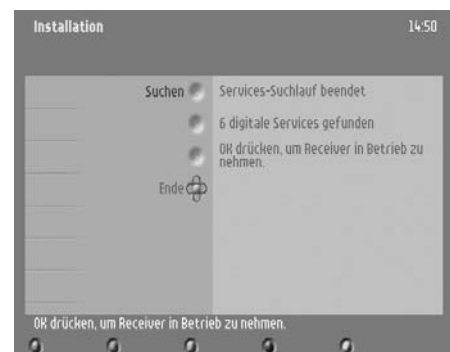 Installation 14:50
Suchen Services-Suchlauf beendet
6 digitale Services gefunden
OK drücken, um Receiver in Betrieb zu
nehmen.
Ende
OK drücken, um Receiver in Betrieb zu nehmen.